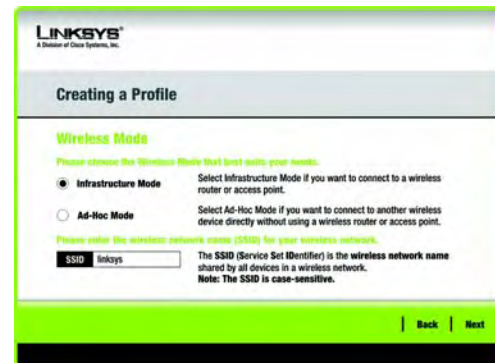 LINKSYS®
A Division of Cisco Systems, Inc.
Creating a Profile
Wireless Mode
Please choose the Wireless Mode that best suits your needs.
Infrastructure Mode
Select Infrastructure Mode if you want to connect to a wireless
router or access point.
Ad-Hoc Mode
Select Ad-Hoc Mode if you want to connect to another wireless
device directly without using a wireless router or access point.
Please enter the wireless network name (SSID) for your wireless network.
SSID linksys
The SSID (Service Set IDentifier) is the wireless network name
shared by all devices in a wireless network.
Note: The SSID is case-sensitive.
Back Next